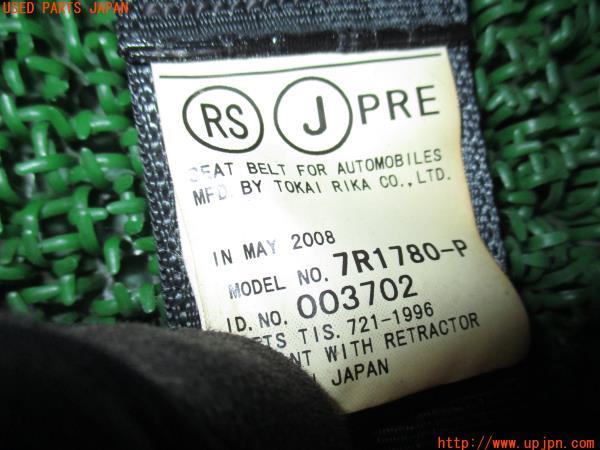 USED PARTS JAPAN
RS J PRE
SEAT BELT FOR AUTOMOBILES
MFD. BY TOKAI RIKA CO., LTD.
IN MAY 2008
MODEL NO. 7R1780-P
ID. NO. 003702
TIS. 721-1996
WITH RETRACTOR
JAPAN
http://www.upjpn.com/